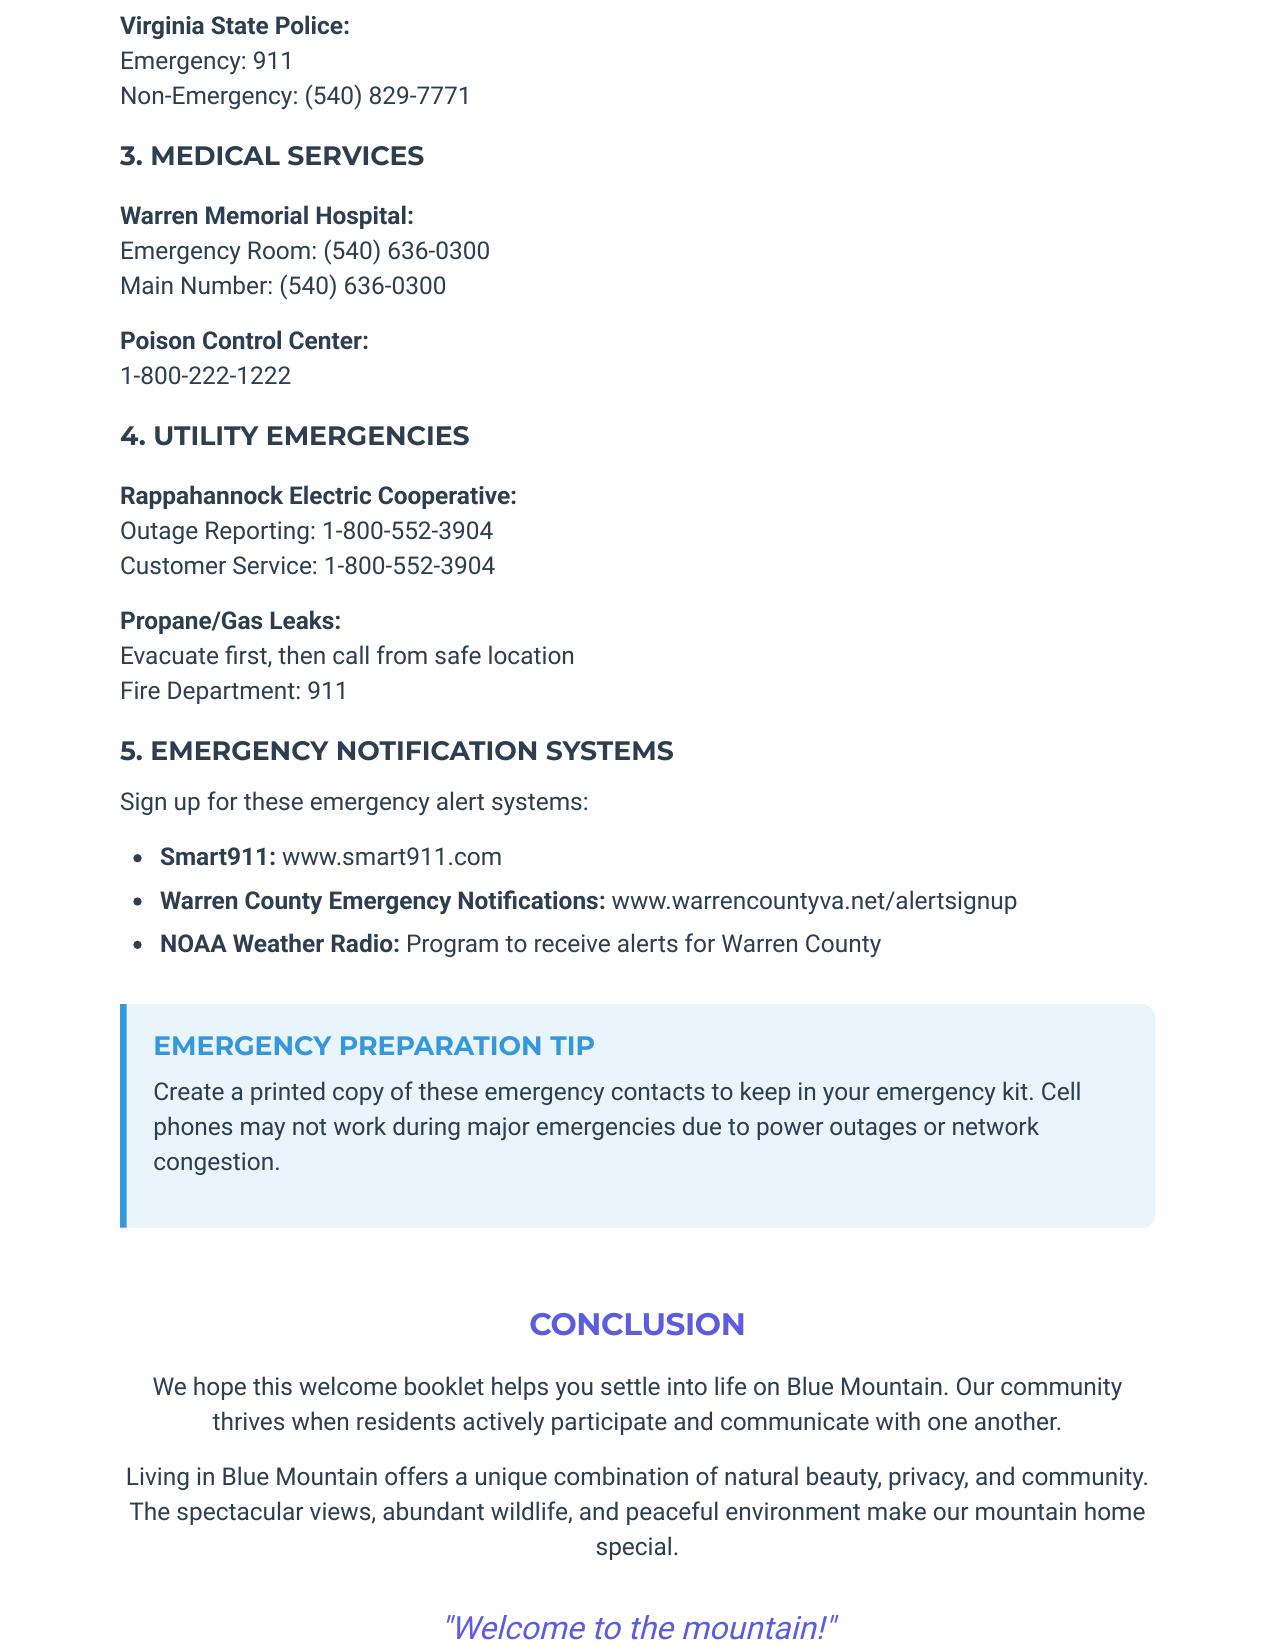 Virginia State Police:
Emergency: 911
Non-Emergency: (540) 829-7771
3. MEDICAL SERVICES
Warren Memorial Hospital:
Emergency Room: (540) 636-0300
Main Number: (540) 636-0300
Poison Control Center:
1-800-222-1222
4. UTILITY EMERGENCIES
Rappahannock Electric Cooperative:
Outage Reporting: 1-800-552-3904
Customer Service: 1-800-552-3904
Propane/Gas Leaks:
Evacuate first, then call from safe location
Fire Department: 911
5. EMERGENCY NOTIFICATION SYSTEMS
Sign up for these emergency alert systems:
• Smart911: www.smart911.com
• Warren County Emergency Notifications: www.warrencountyva.net/alertsignup
• NOAA Weather Radio: Program to receive alerts for Warren County
EMERGENCY PREPARATION TIP
Create a printed copy of these emergency contacts to keep in your emergency kit. Cell
phones may not work during major emergencies due to power outages or network
congestion.
CONCLUSION
We hope this welcome booklet helps you settle into life on Blue Mountain. Our community
thrives when residents actively participate and communicate with one another.
Living in Blue Mountain offers a unique combination of natural beauty, privacy, and community.
The spectacular views, abundant wildlife, and peaceful environment make our mountain home
special.
"Welcome to the mountain!"